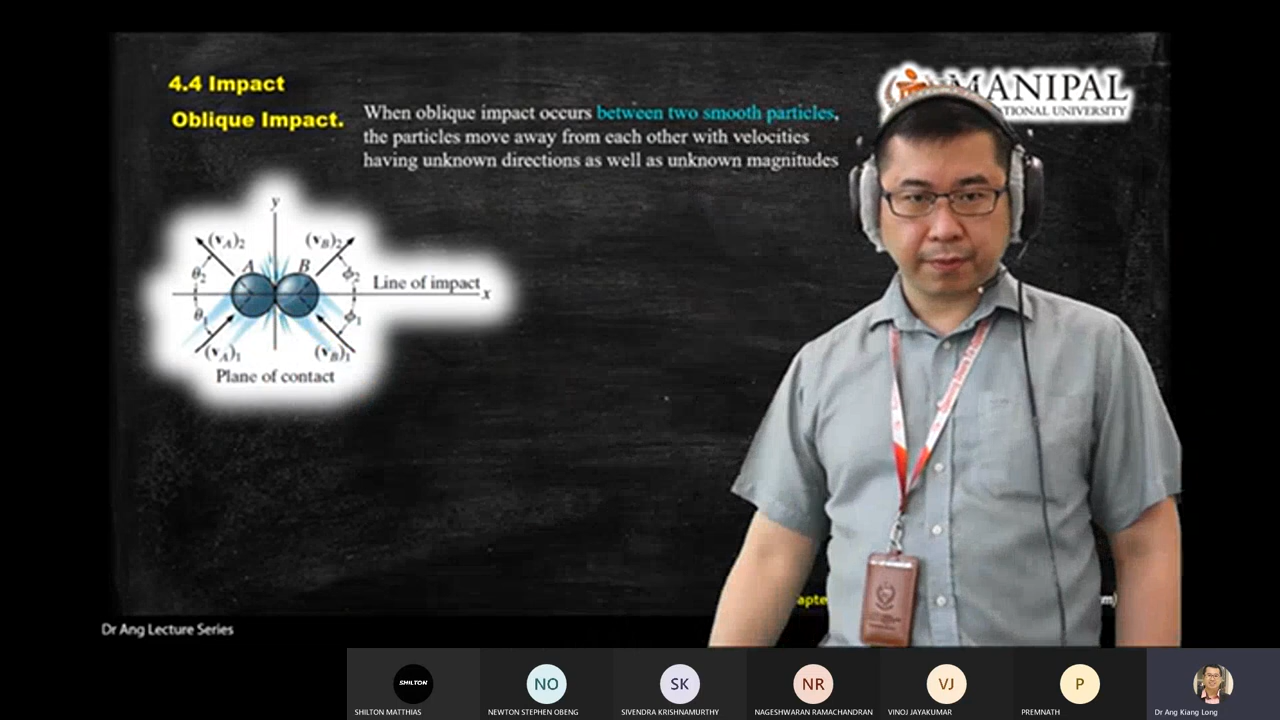 4.4 Impact
Oblique Impact.
When oblique impact occurs between two smooth particles,
the particles move away from each other with velocities
having unknown directions as well as unknown magnitudes
MANIPAL
UNIVERSITY
y
(vA)2
(vB)2
A
B
θ2
ϕ2
Line of impact
x
ϕ1
(vA)1
(vB)1
Plane of contact
Dr Ang Lecture Series
SHILTON
NO
SK
NR
VJ
P
SHILTON MATTHIAS
NEWTON STEPHEN OBENG
SIVENDRA KRISHNAMURTHY
NAGESHWARAN RAMACHANDRAN
VINOJ JAYAKUMAR
PREMNATH
Dr Ang Kiang Long